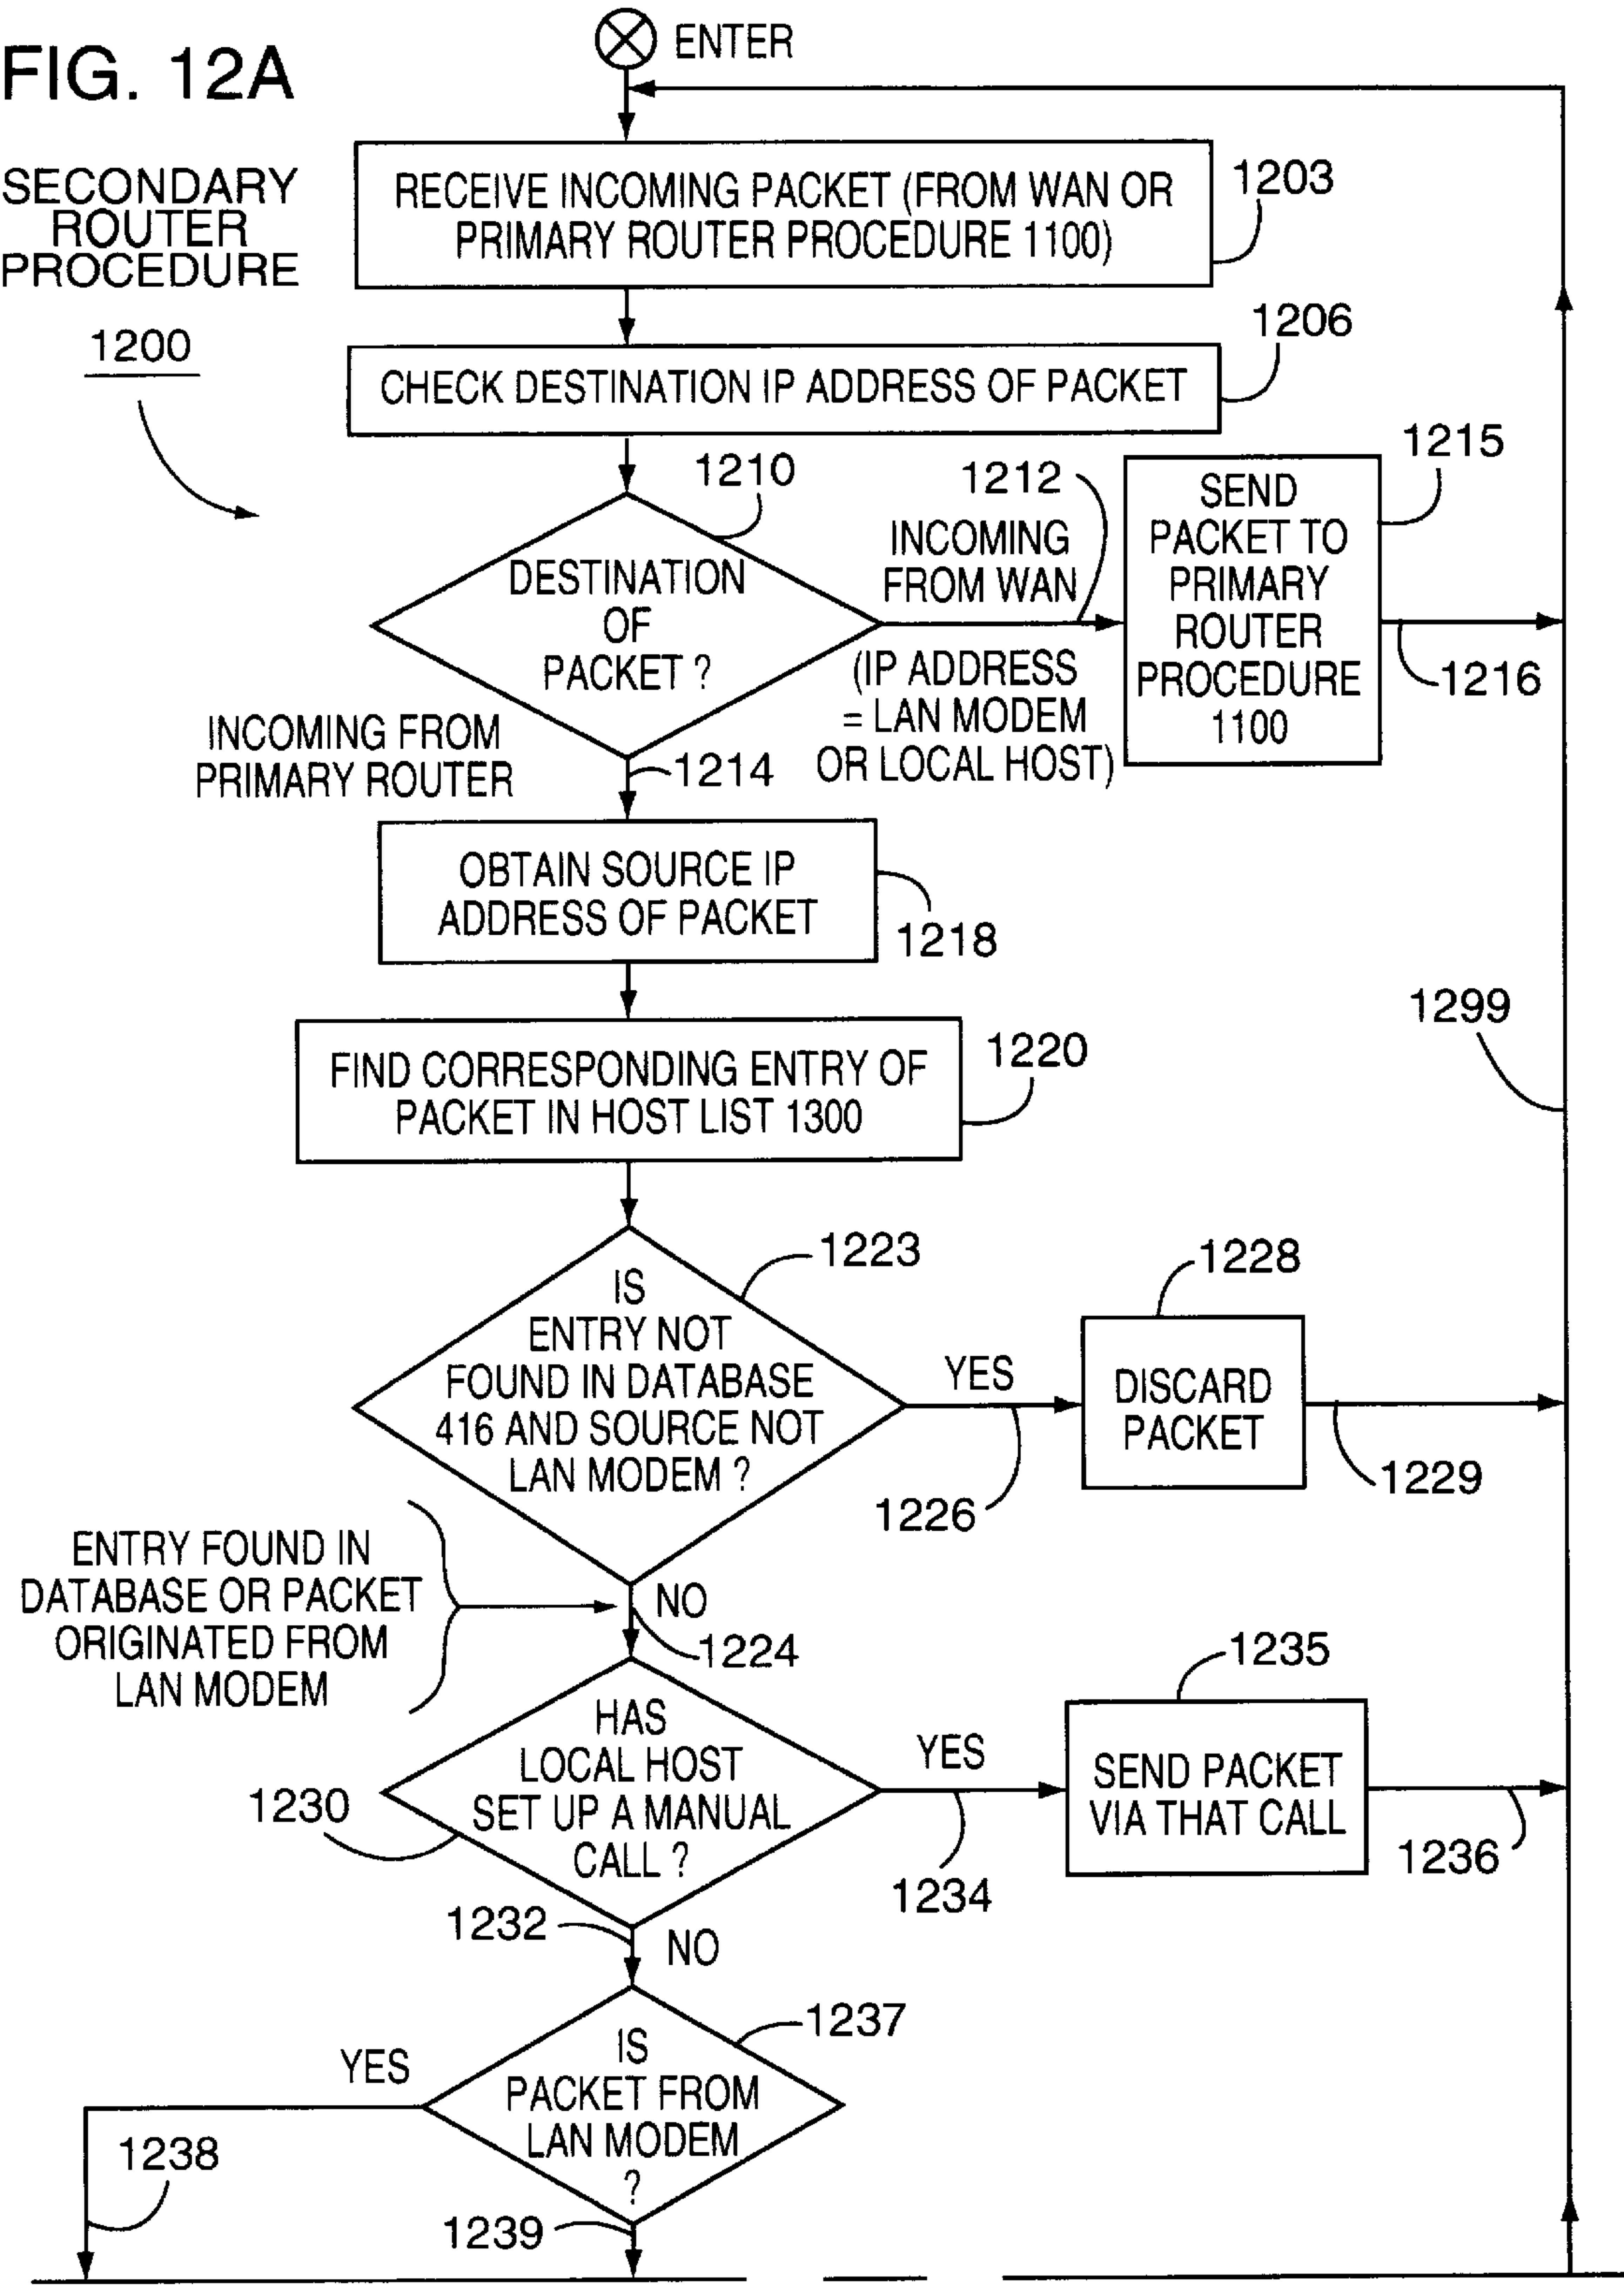 FIG. 12A
ENTER
SECONDARY
ROUTER
PROCEDURE
1200
RECEIVE INCOMING PACKET (FROM WAN OR
PRIMARY ROUTER PROCEDURE 1100)
1203
CHECK DESTINATION IP ADDRESS OF PACKET
1206
DESTINATION
OF
PACKET ?
1210
1212
INCOMING
FROM WAN
(IP ADDRESS
= LAN MODEM
OR LOCAL HOST)
SEND
PACKET TO
PRIMARY
ROUTER
PROCEDURE
1100
1215
1216
INCOMING FROM
PRIMARY ROUTER
1214
OBTAIN SOURCE IP
ADDRESS OF PACKET
1218
FIND CORRESPONDING ENTRY OF
PACKET IN HOST LIST 1300
1220
1299
IS
ENTRY NOT
FOUND IN DATABASE
416 AND SOURCE NOT
LAN MODEM ?
1223
YES
1226
DISCARD
PACKET
1228
1229
ENTRY FOUND IN
DATABASE OR PACKET
ORIGINATED FROM
LAN MODEM
NO
1224
HAS
LOCAL HOST
SET UP A MANUAL
CALL ?
1230
YES
1234
SEND PACKET
VIA THAT CALL
1235
1236
1232
NO
IS
PACKET FROM
LAN MODEM
?
1237
YES
1238
1239